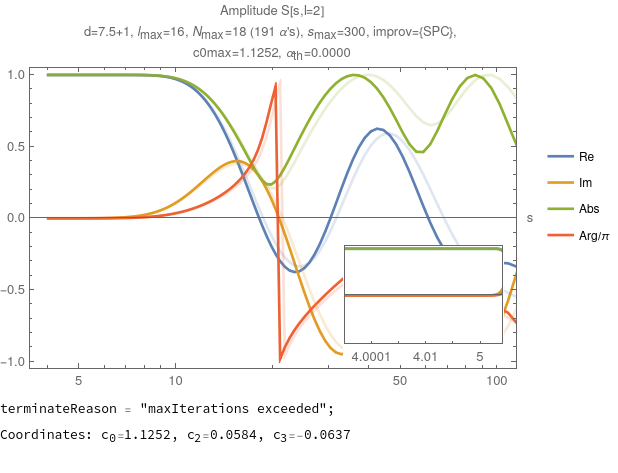 Amplitude S[s,l=2]
d=7.5+1, lmax=16, Nmax=18 (191 α's), smax=300, improv={SPC},
c0max=1.1252, αth=0.0000
1.0
0.5
0.0
−0.5
−1.0
5
10
50
100
s
Re
Im
Abs
Arg/π
4.0001
4.01
5
terminateReason = "maxIterations exceeded";
Coordinates: c0=1.1252, c2=0.0584, c3=-0.0637